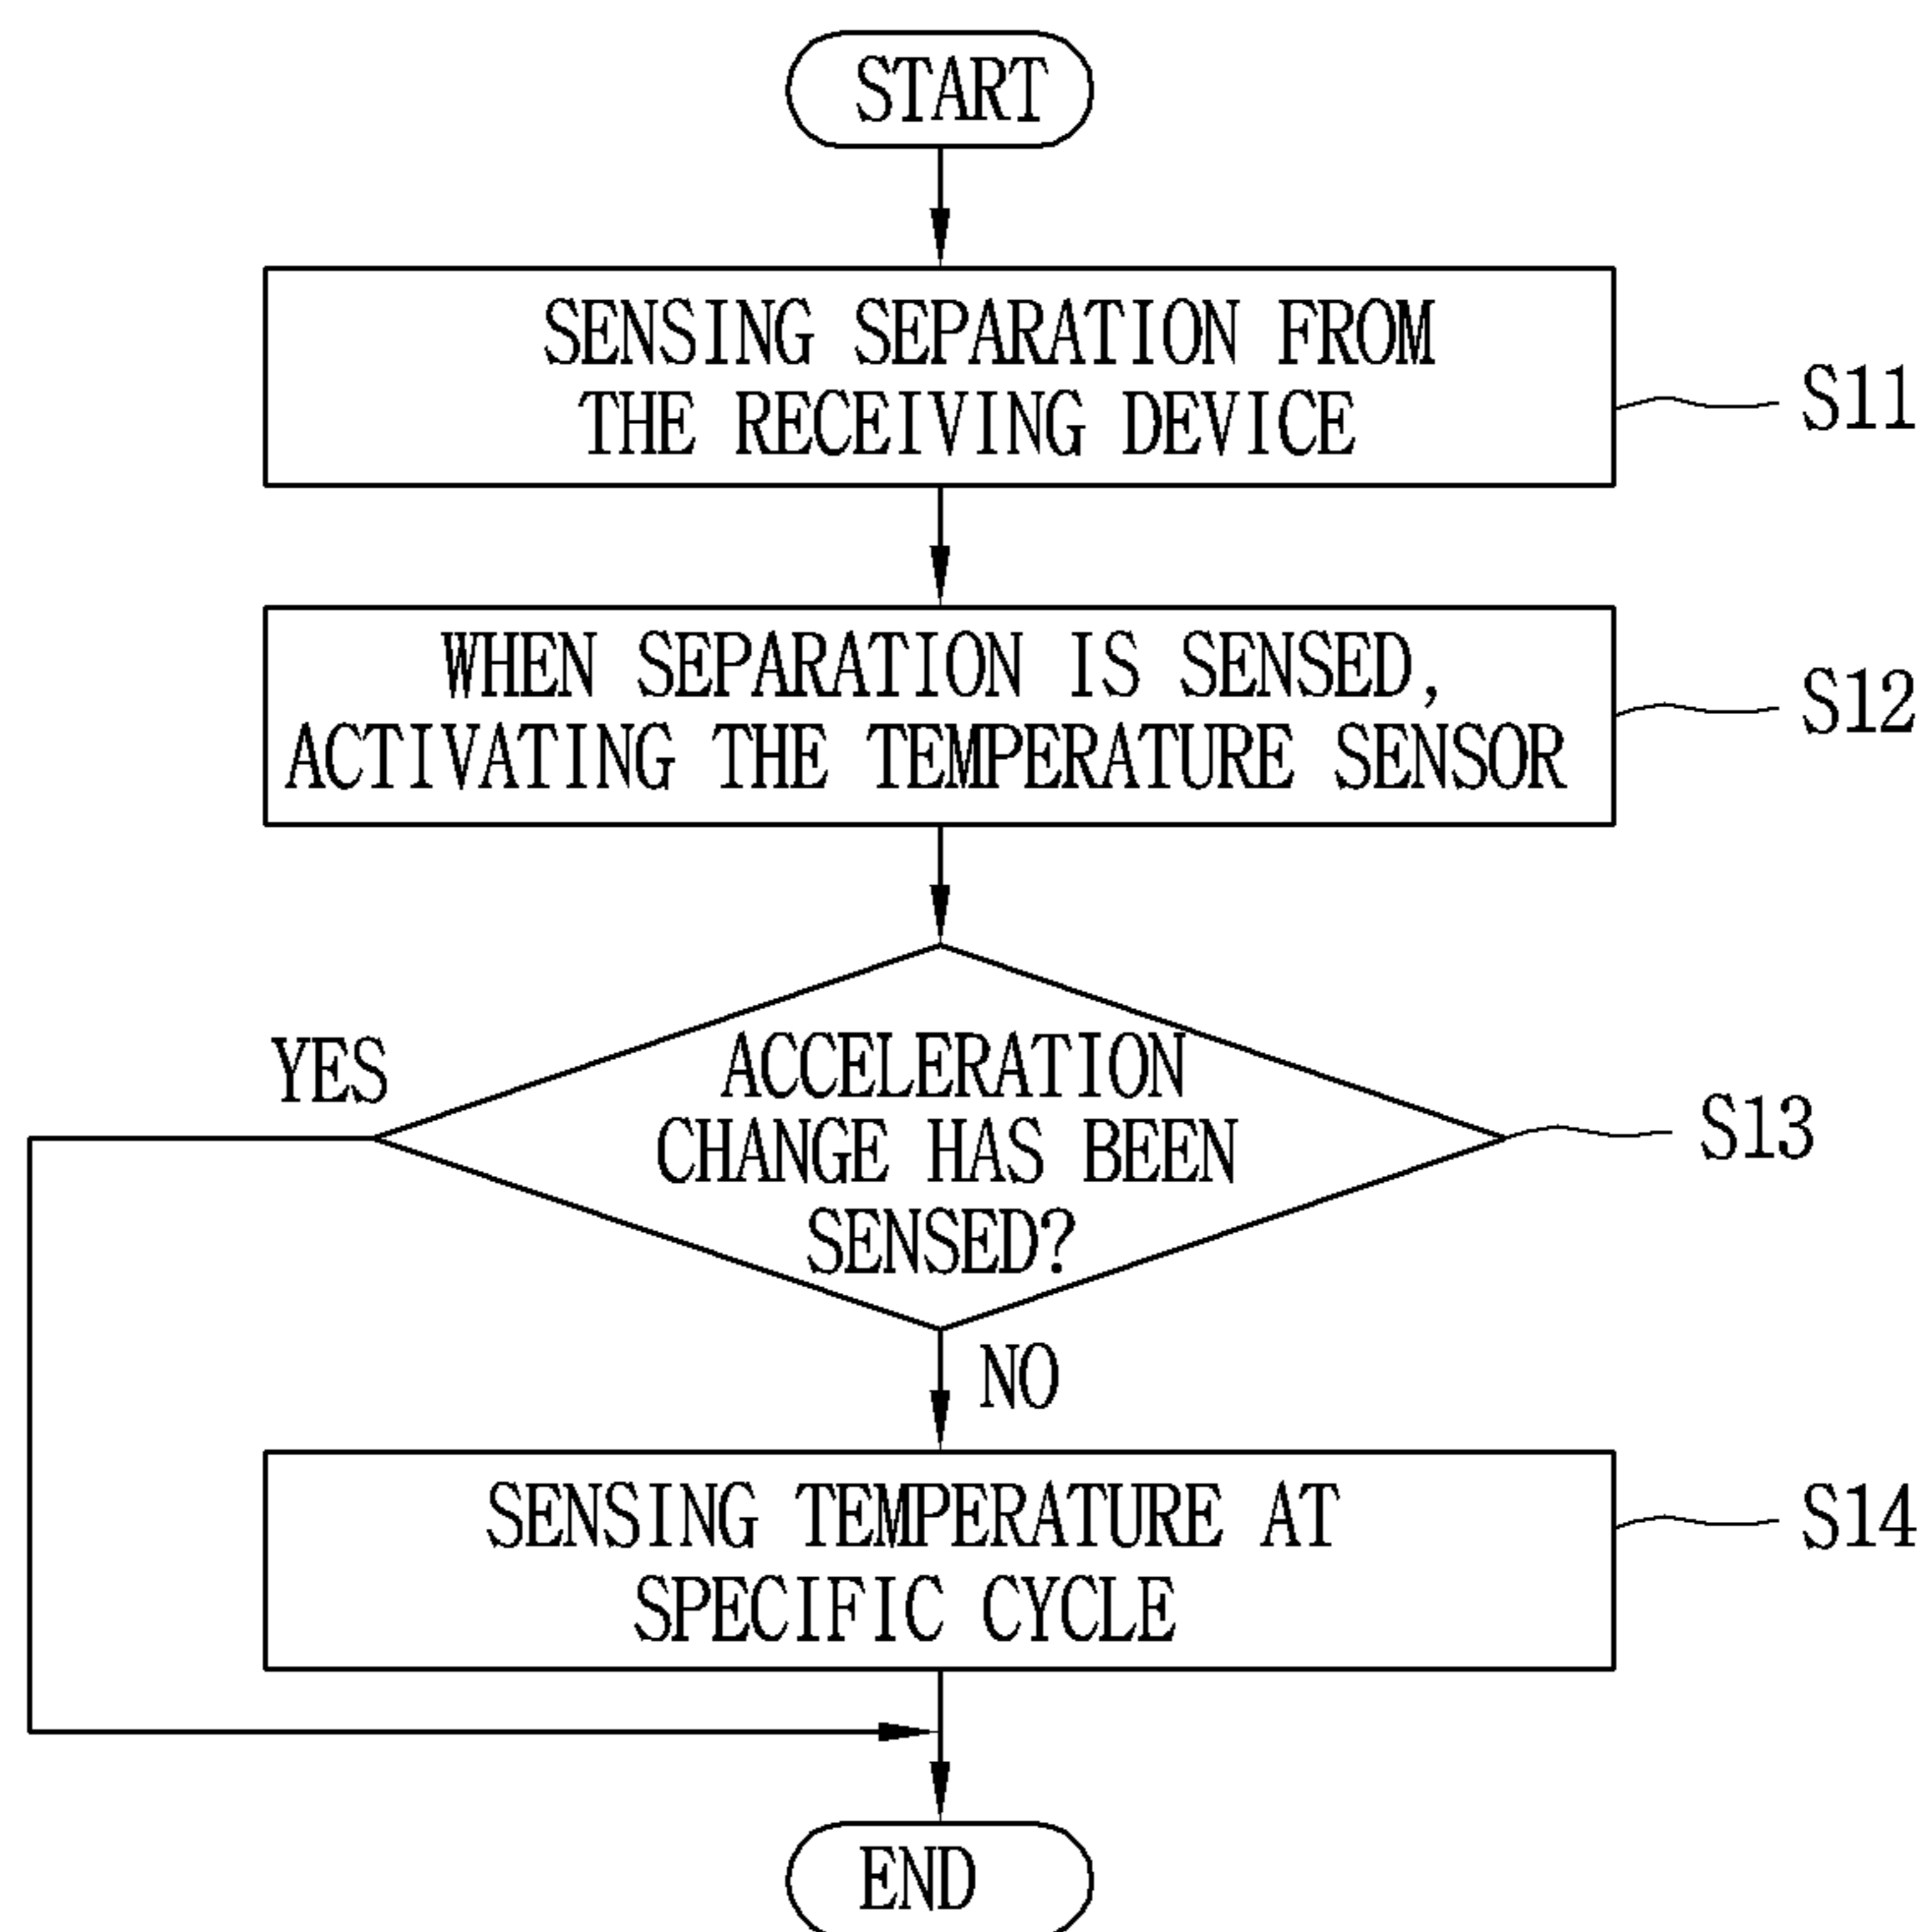 START
SENSING SEPARATION FROM
THE RECEIVING DEVICE
S11
WHEN SEPARATION IS SENSED,
ACTIVATING THE TEMPERATURE SENSOR
S12
YES
ACCELERATION
CHANGE HAS BEEN
SENSED?
S13
NO
SENSING TEMPERATURE AT
SPECIFIC CYCLE
S14
END